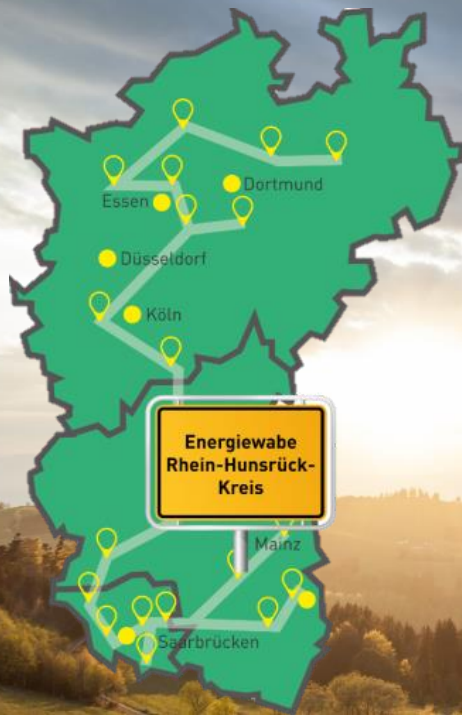 Dortmund
Essen
Düsseldorf
Köln
Energiewabe
Rhein-Hunsrück-
Kreis
Mainz
Saarbrücken